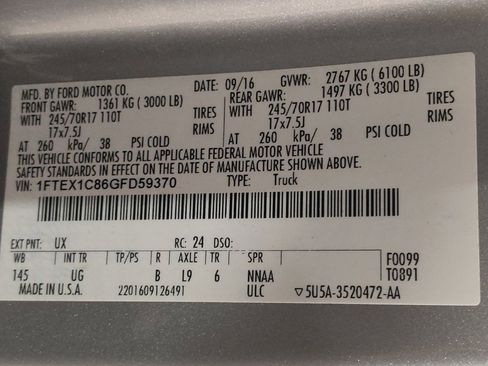 MFD. BY FORD MOTOR CO. DATE: 09/16 GVWR: 2767 KG ( 6100 LB)
FRONT GAWR: 1361 KG ( 3000 LB) REAR GAWR: 1497 KG ( 3300 LB)
WITH 245/70R17 110T TIRES WITH 245/70R17 110T TIRES
17x7.5J RIMS 17x7.5J RIMS
AT 260 kPa/ 38 PSI COLD AT 260 kPa/ 38 PSI COLD
THIS VEHICLE CONFORMS TO ALL APPLICABLE FEDERAL MOTOR VEHICLE
SAFETY STANDARDS IN EFFECT ON THE DATE OF MANUFACTURE SHOWN ABOVE.
VIN: 1FTEX1C86GFD59370 TYPE: Truck
EXT PNT: UX RC: 24 DSO:
WB INT TR TP/PS R AXLE TR SPR F0099
145 UG B L9 6 NNAA T0891
MADE IN U.S.A. 22016091 26491 ULC ▽5U5A-3520472-AA